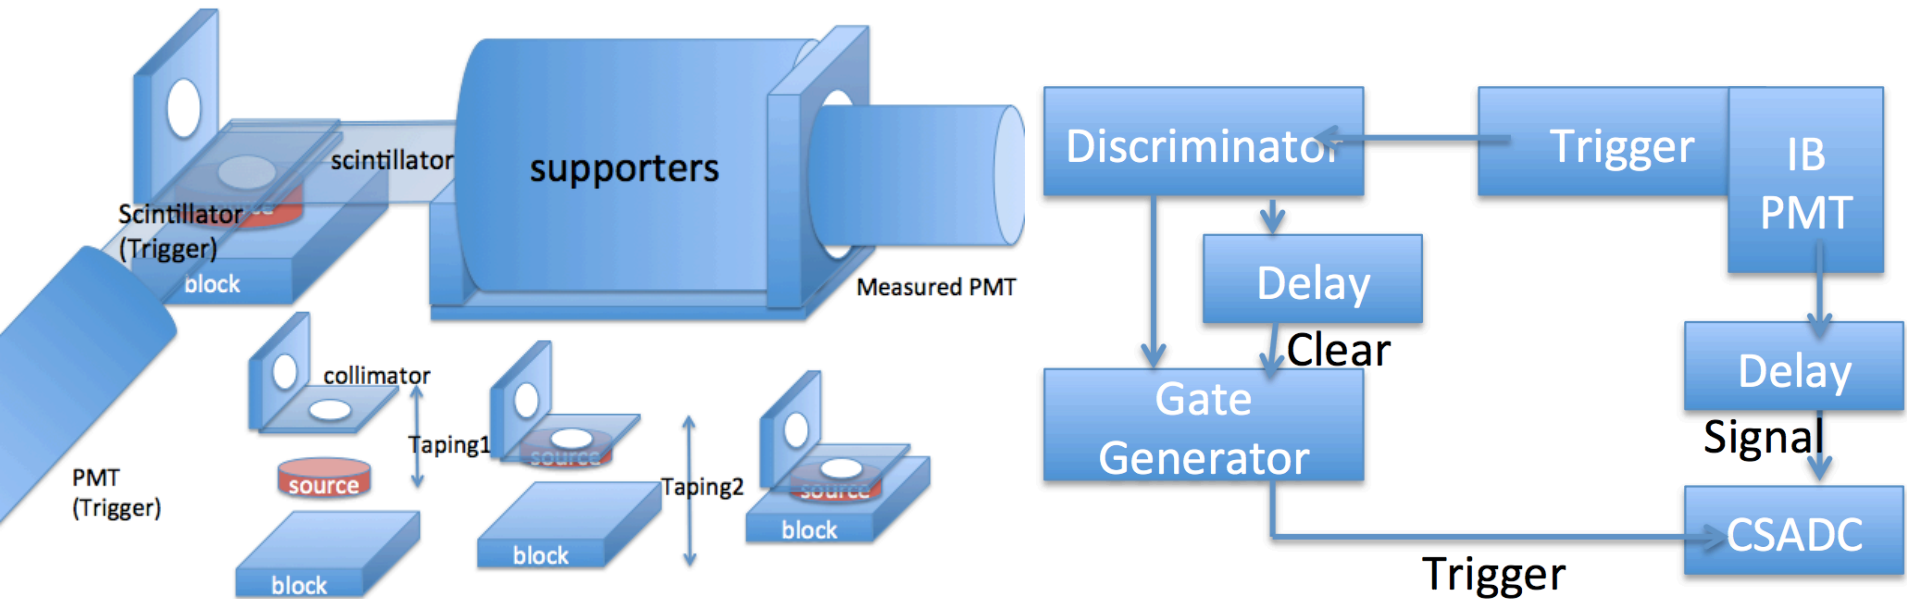 scintillator
supporters
Scintillator
(Trigger)
source
block
Measured PMT
PMT
(Trigger)
collimator
Taping1
source
block
source
Taping2
block
source
block
Discriminator
Trigger
IB
PMT
Delay
Clear
Gate
Generator
Delay
Signal
CSADC
Trigger